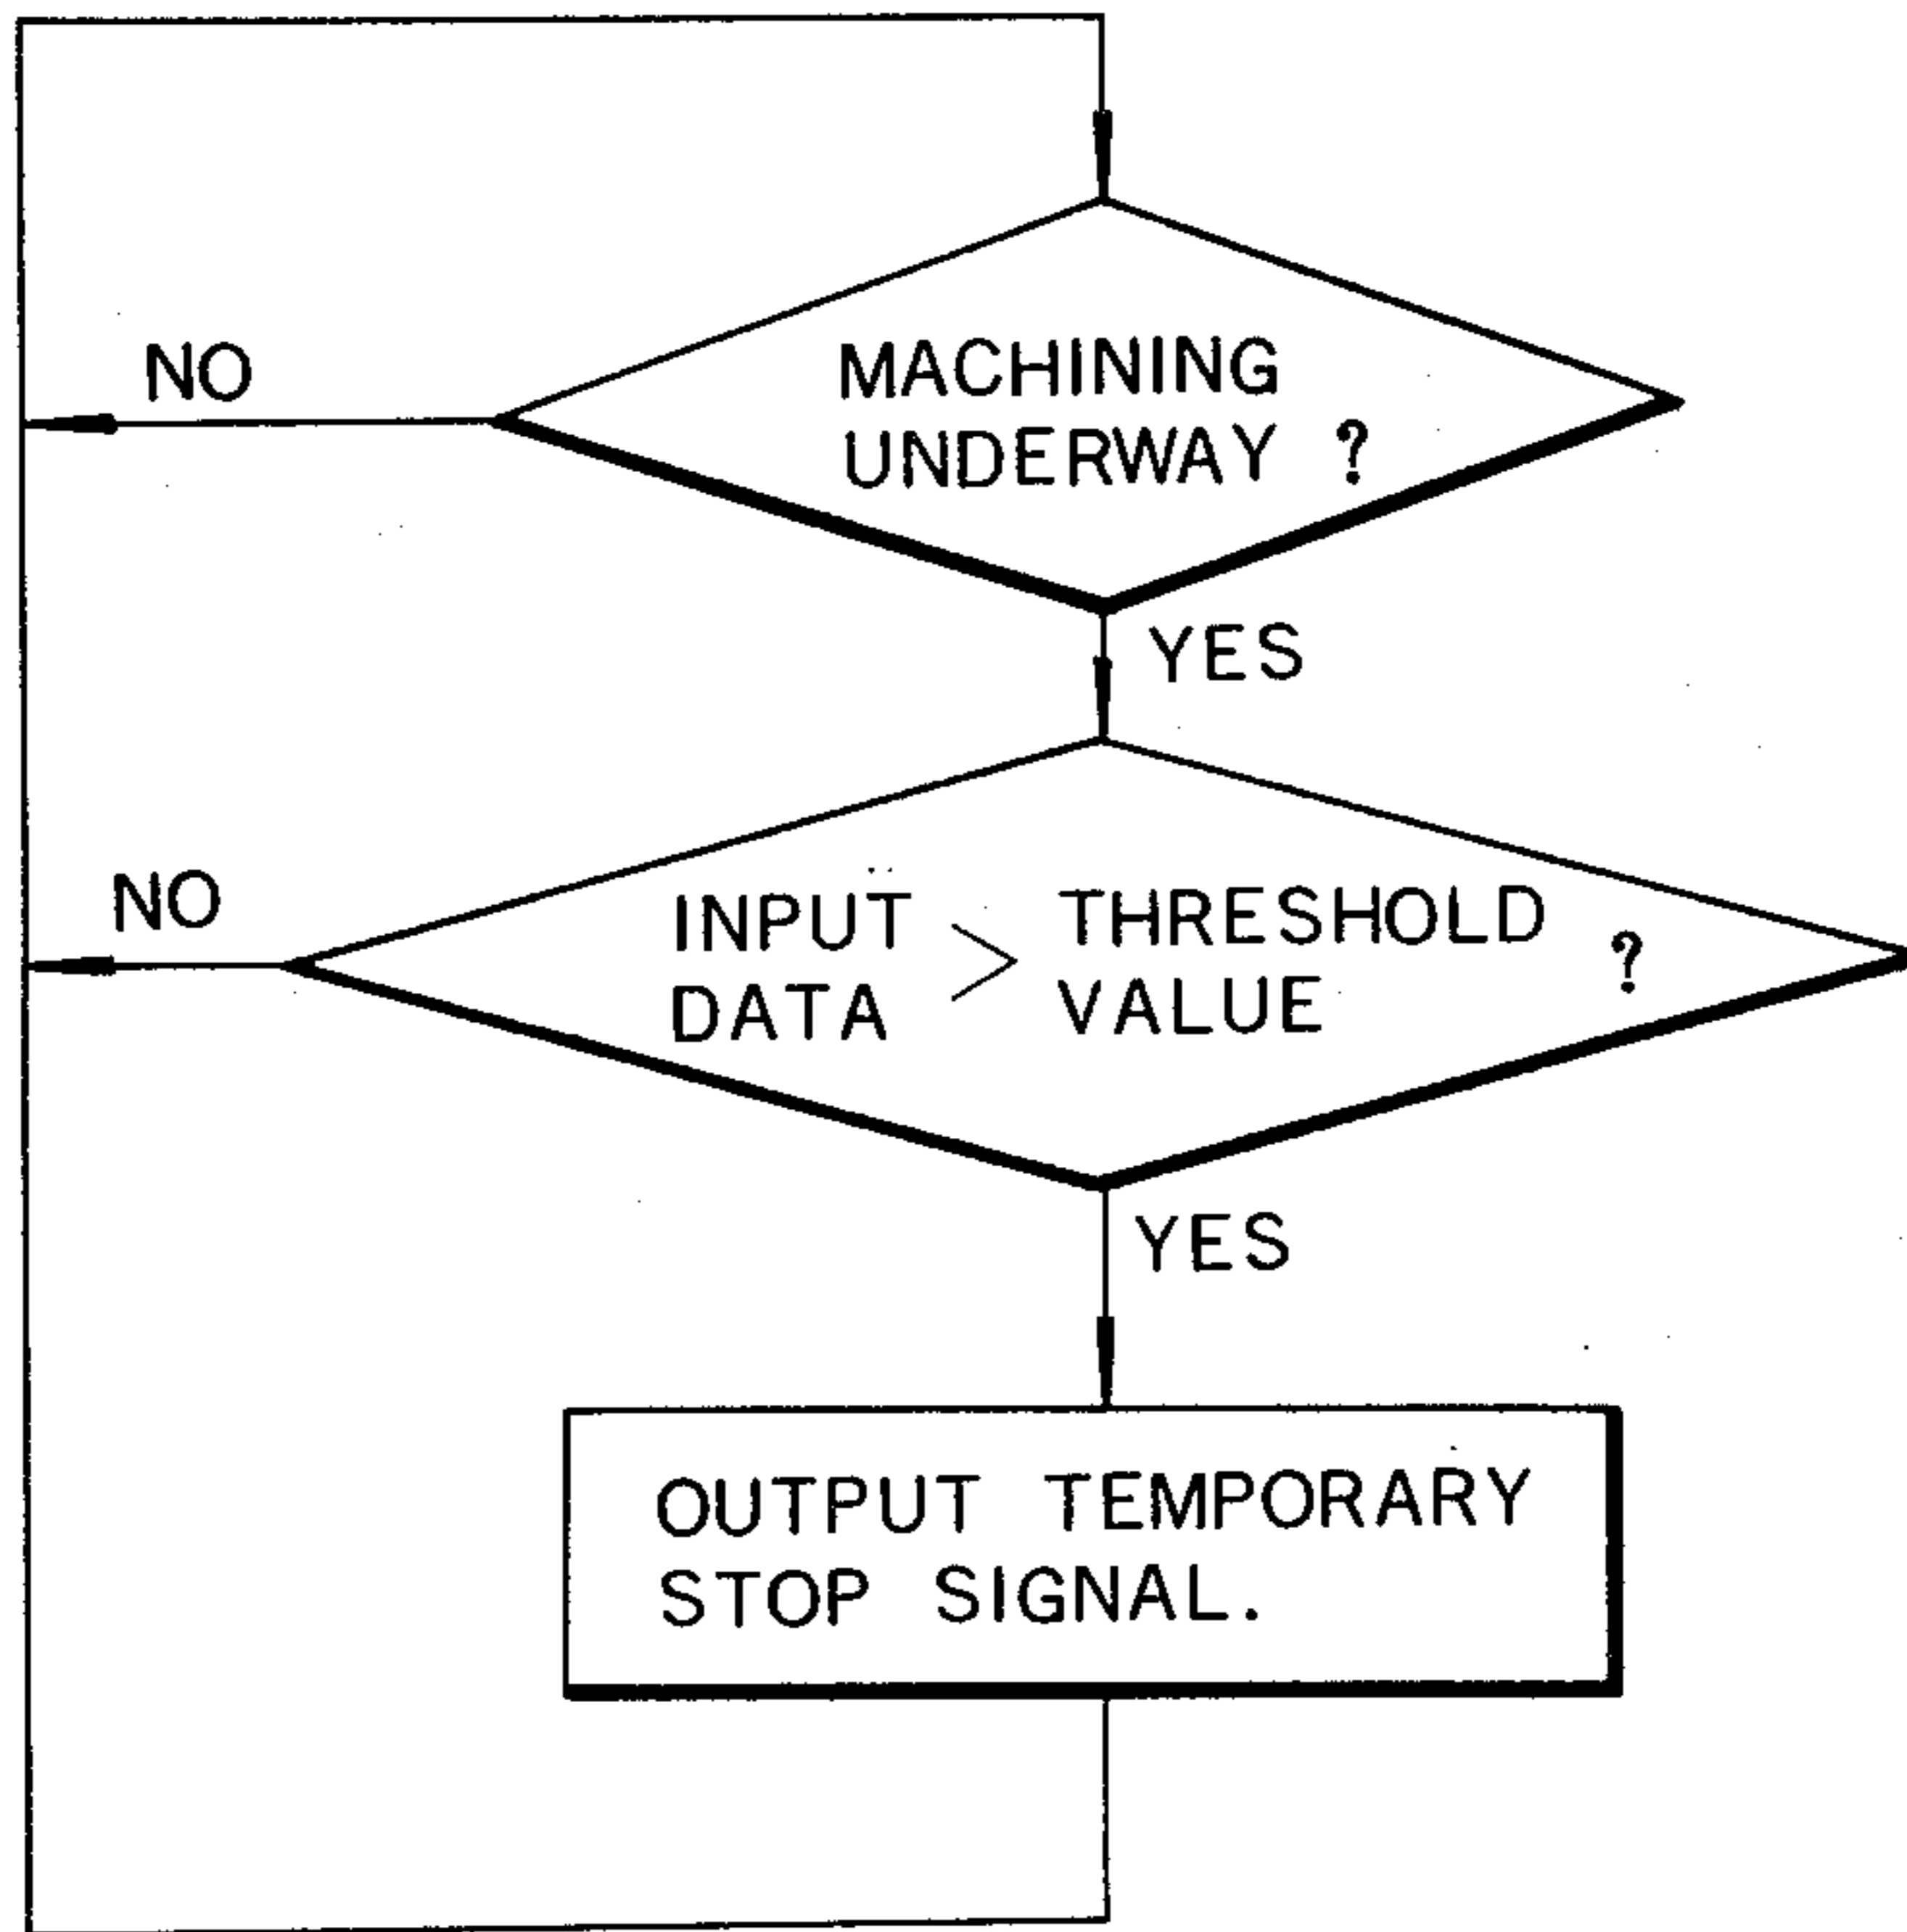 NO
MACHINING
UNDERWAY ?
YES
NO
INPUT > THRESHOLD ?
DATA VALUE
YES
OUTPUT TEMPORARY
STOP SIGNAL.